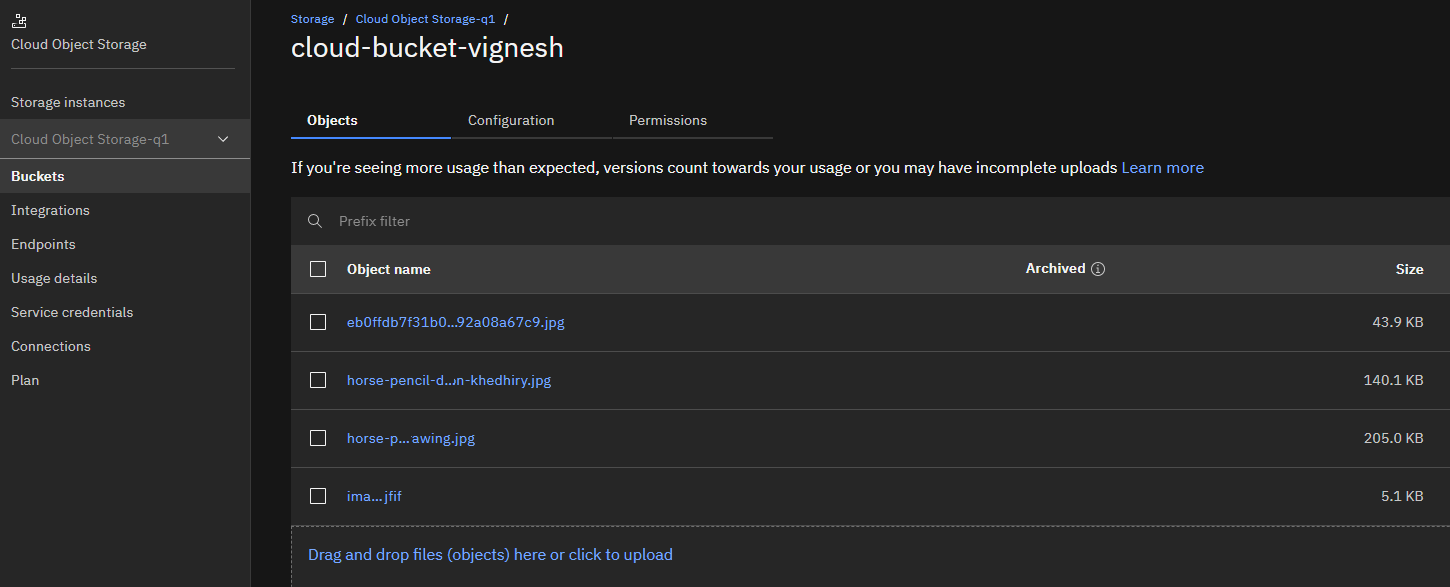 Cloud Object Storage
Storage instances
Cloud Object Storage-q1
Buckets
Integrations
Endpoints
Usage details
Service credentials
Connections
Plan
Storage / Cloud Object Storage-q1 /
cloud-bucket-vignesh
Objects Configuration Permissions
If you're seeing more usage than expected, versions count towards your usage or you may have incomplete uploads Learn more
Prefix filter
Object name Archived Size
eb0ffdb7f31b0...92a08a67c9.jpg 43.9 KB
horse-pencil-d...n-khedhiry.jpg 140.1 KB
horse-p...awing.jpg 205.0 KB
ima...jfif 5.1 KB
Drag and drop files (objects) here or click to upload